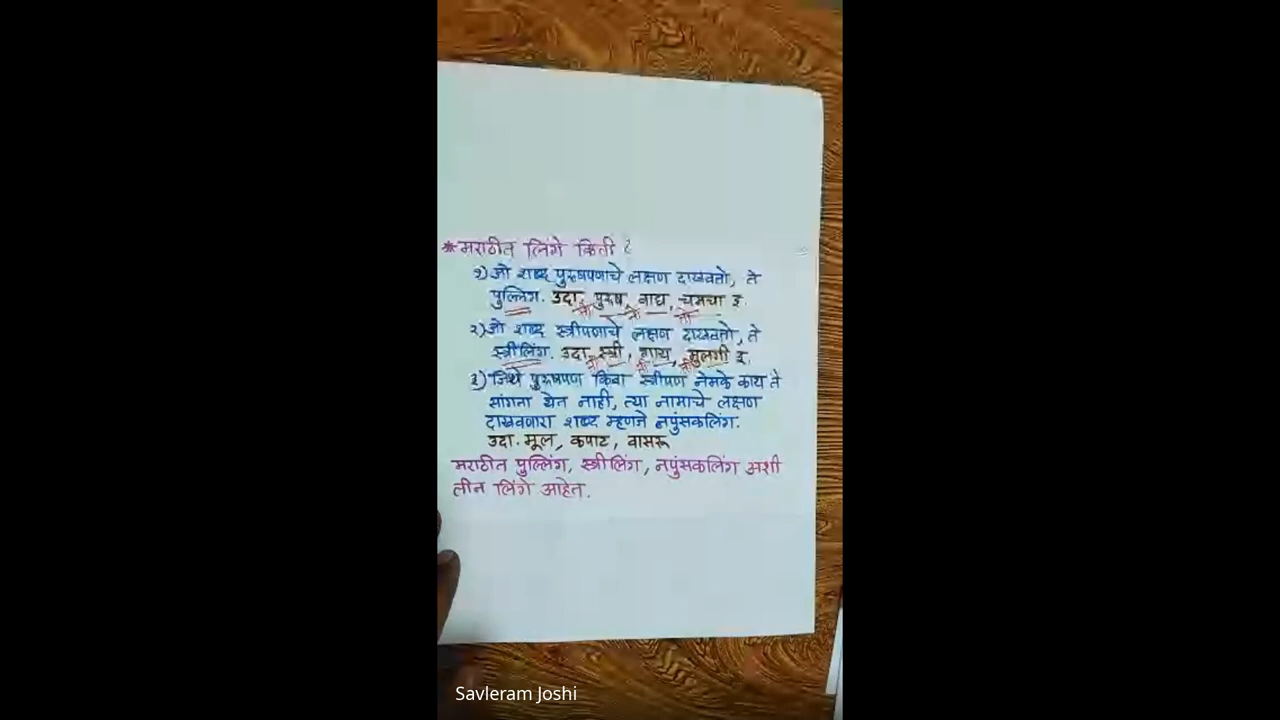 * मराठीत लिंगे किती ?
१) जो शब्द पुरुषपणाचे लक्षण दाखवतो, ते
पुल्लिंग. उदा. पुरुष, वाघ, चमचा इ.
तो तो तो
२) जो शब्द स्त्रीपणाचे लक्षण दाखवतो, ते
स्त्रीलिंग. उदा. स्त्री, गाय, मुलगी इ.
ती ती ती
३) जिथे पुरुषपण किंवा स्त्रीपण नेमके काय ते
सांगता येत नाही, त्या नामाचे लक्षण
दाखवणारा शब्द म्हणजे नपुंसकलिंग.
उदा. मूल, कपाट, वासरू
मराठीत पुल्लिंग, स्त्रीलिंग, नपुंसकलिंग अशी
तीन लिंगे आहेत.
Savleram Joshi